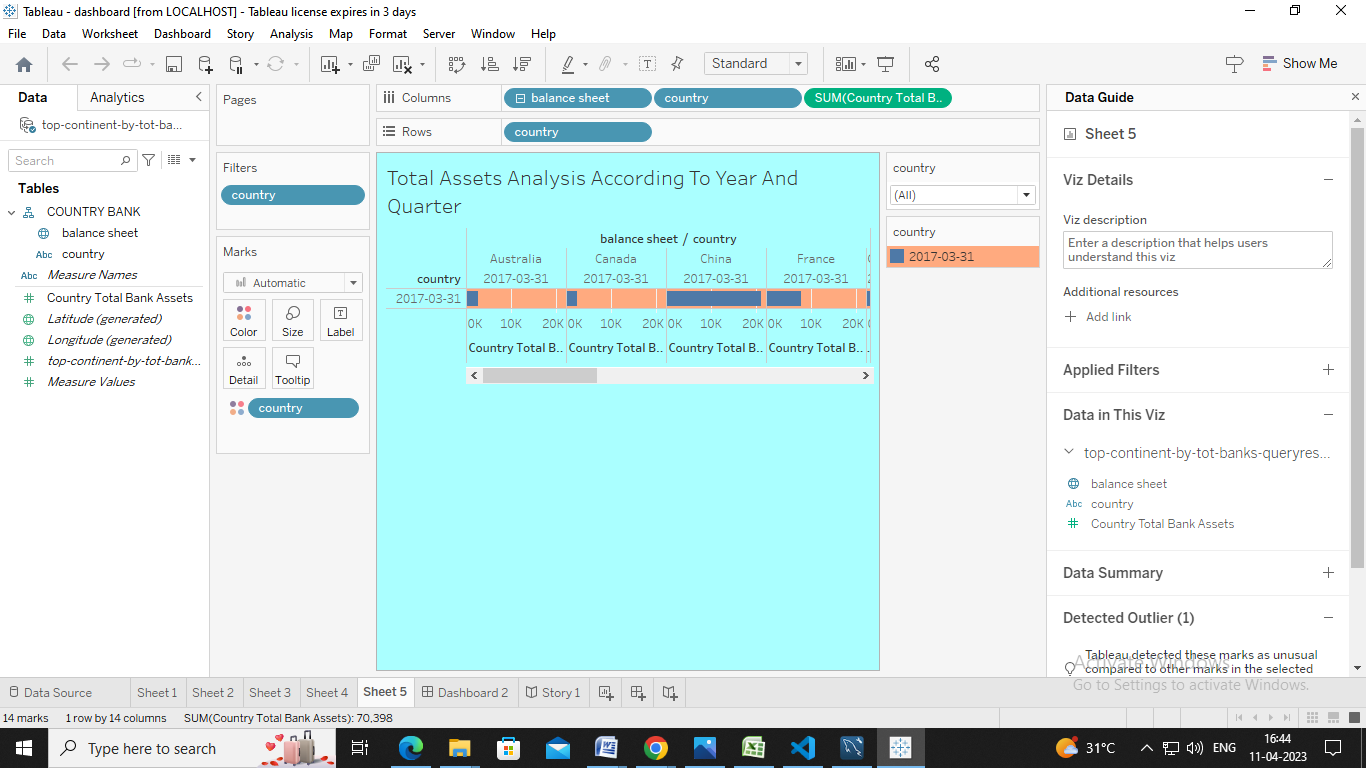 Tableau - dashboard [from LOCALHOST] - Tableau license expires in 3 days
File Data Worksheet Dashboard Story Analysis Map Format Server Window Help
Standard
Show Me
Data Analytics
top-continent-by-tot-ba...
Search
Tables
COUNTRY BANK
balance sheet
Abc country
Abc Measure Names
# Country Total Bank Assets
Latitude (generated)
Longitude (generated)
# top-continent-by-tot-bank...
# Measure Values
Pages
Filters
country
Marks
Automatic
Color Size Label
Detail Tooltip
country
Columns balance sheet country SUM(Country Total B..
Rows country
Total Assets Analysis According To Year And
Quarter
balance sheet / country
Australia Canada China France
country 2017-03-31 2017-03-31 2017-03-31 2017-03-31
2017-03-31
0K 10K 20K 0K 10K 20K 0K 10K 20K 0K 10K 20K
Country Total B.. Country Total B.. Country Total B.. Country Total B..
country
(All)
country
2017-03-31
Data Guide
Sheet 5
Viz Details
Viz description
Enter a description that helps users
understand this viz
Additional resources
Add link
Applied Filters
Data in This Viz
top-continent-by-tot-banks-queryres...
balance sheet
Abc country
# Country Total Bank Assets
Data Summary
Detected Outlier (1)
Tableau detected these marks as unusual
compared to other marks in the selected
Activate Windows
Go to Settings to activate Windows.
Data Source Sheet 1 Sheet 2 Sheet 3 Sheet 4 Sheet 5 Dashboard 2 Story 1
14 marks 1 row by 14 columns SUM(Country Total Bank Assets): 70,398
Type here to search
31°C ENG
16:44
11-04-2023